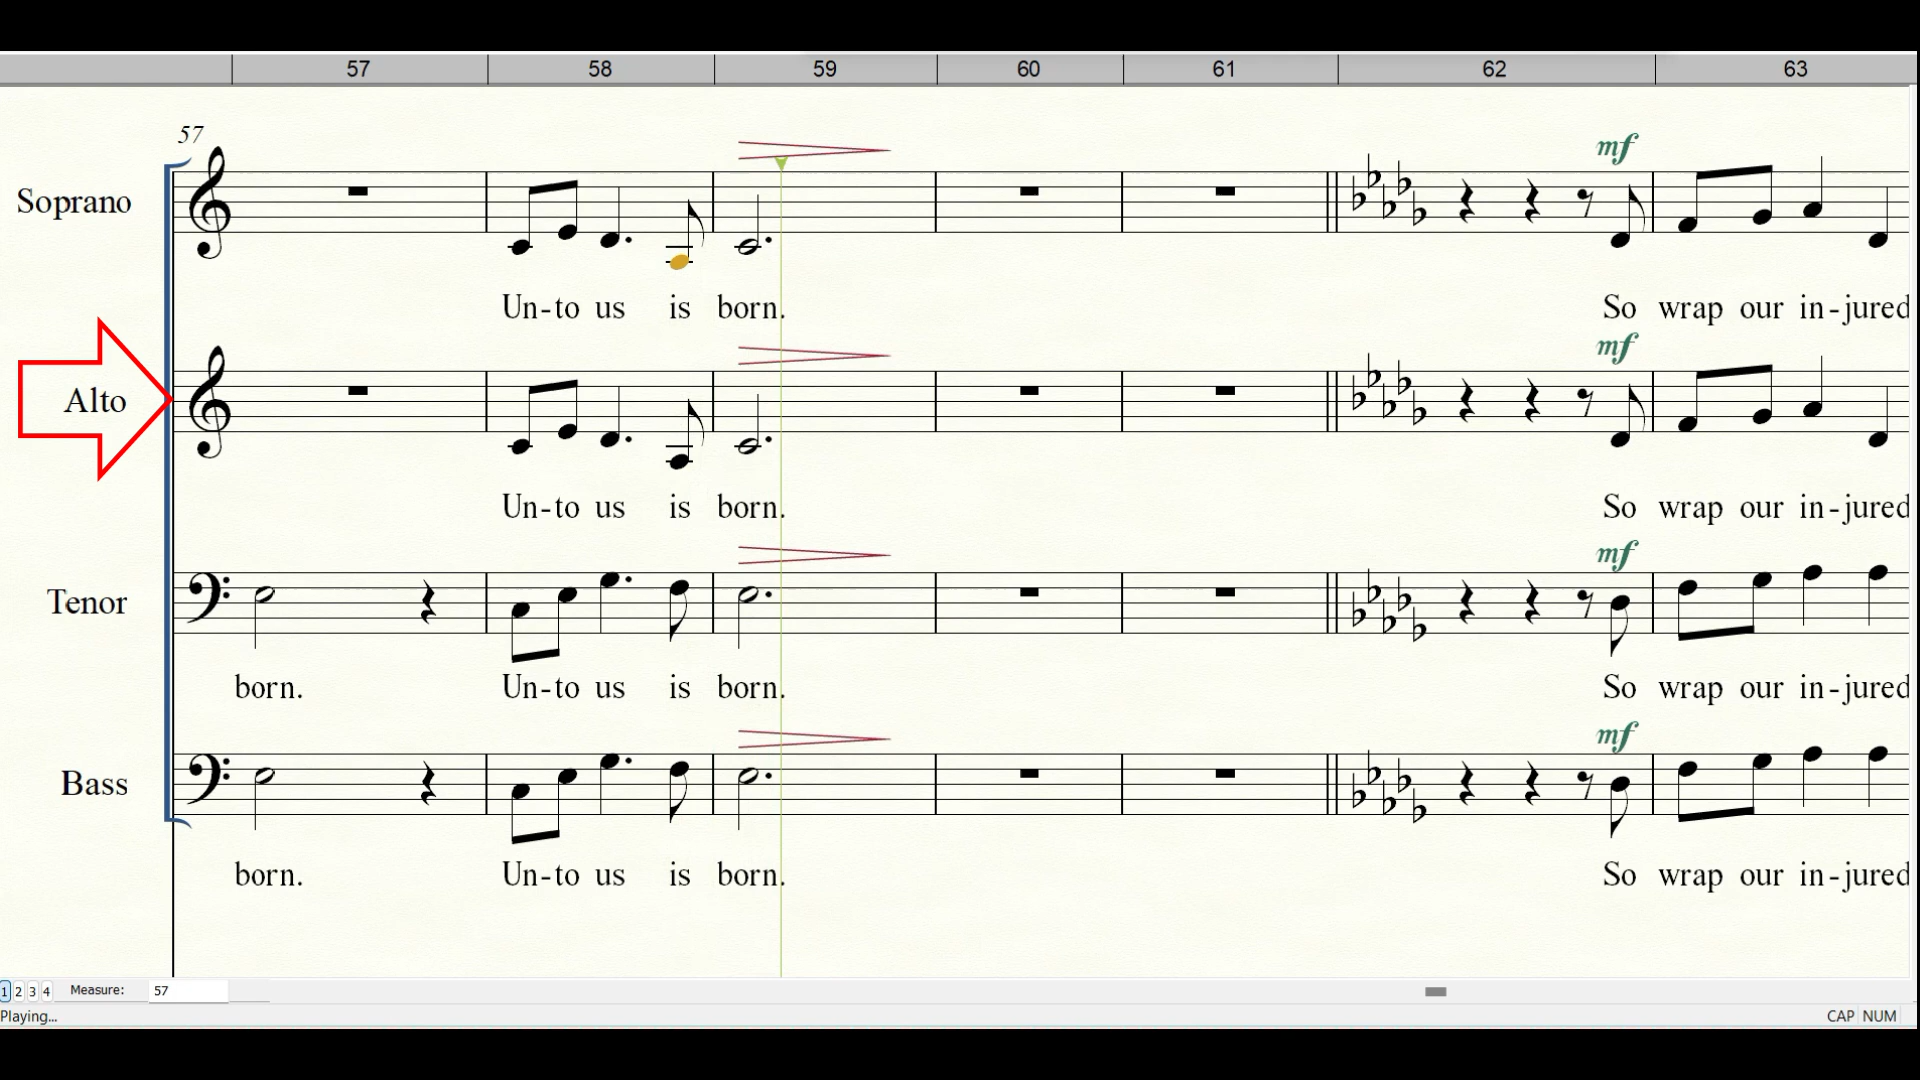 57 58 59 60 61 62 63
57
mf
Soprano
Un-to us is born. So wrap our in-jured
mf
Alto
Un-to us is born. So wrap our in-jured
mf
Tenor
born. Un-to us is born. So wrap our in-jured
mf
Bass
born. Un-to us is born. So wrap our in-jured
1 2 3 4 Measure: 57
Playing... CAP NUM